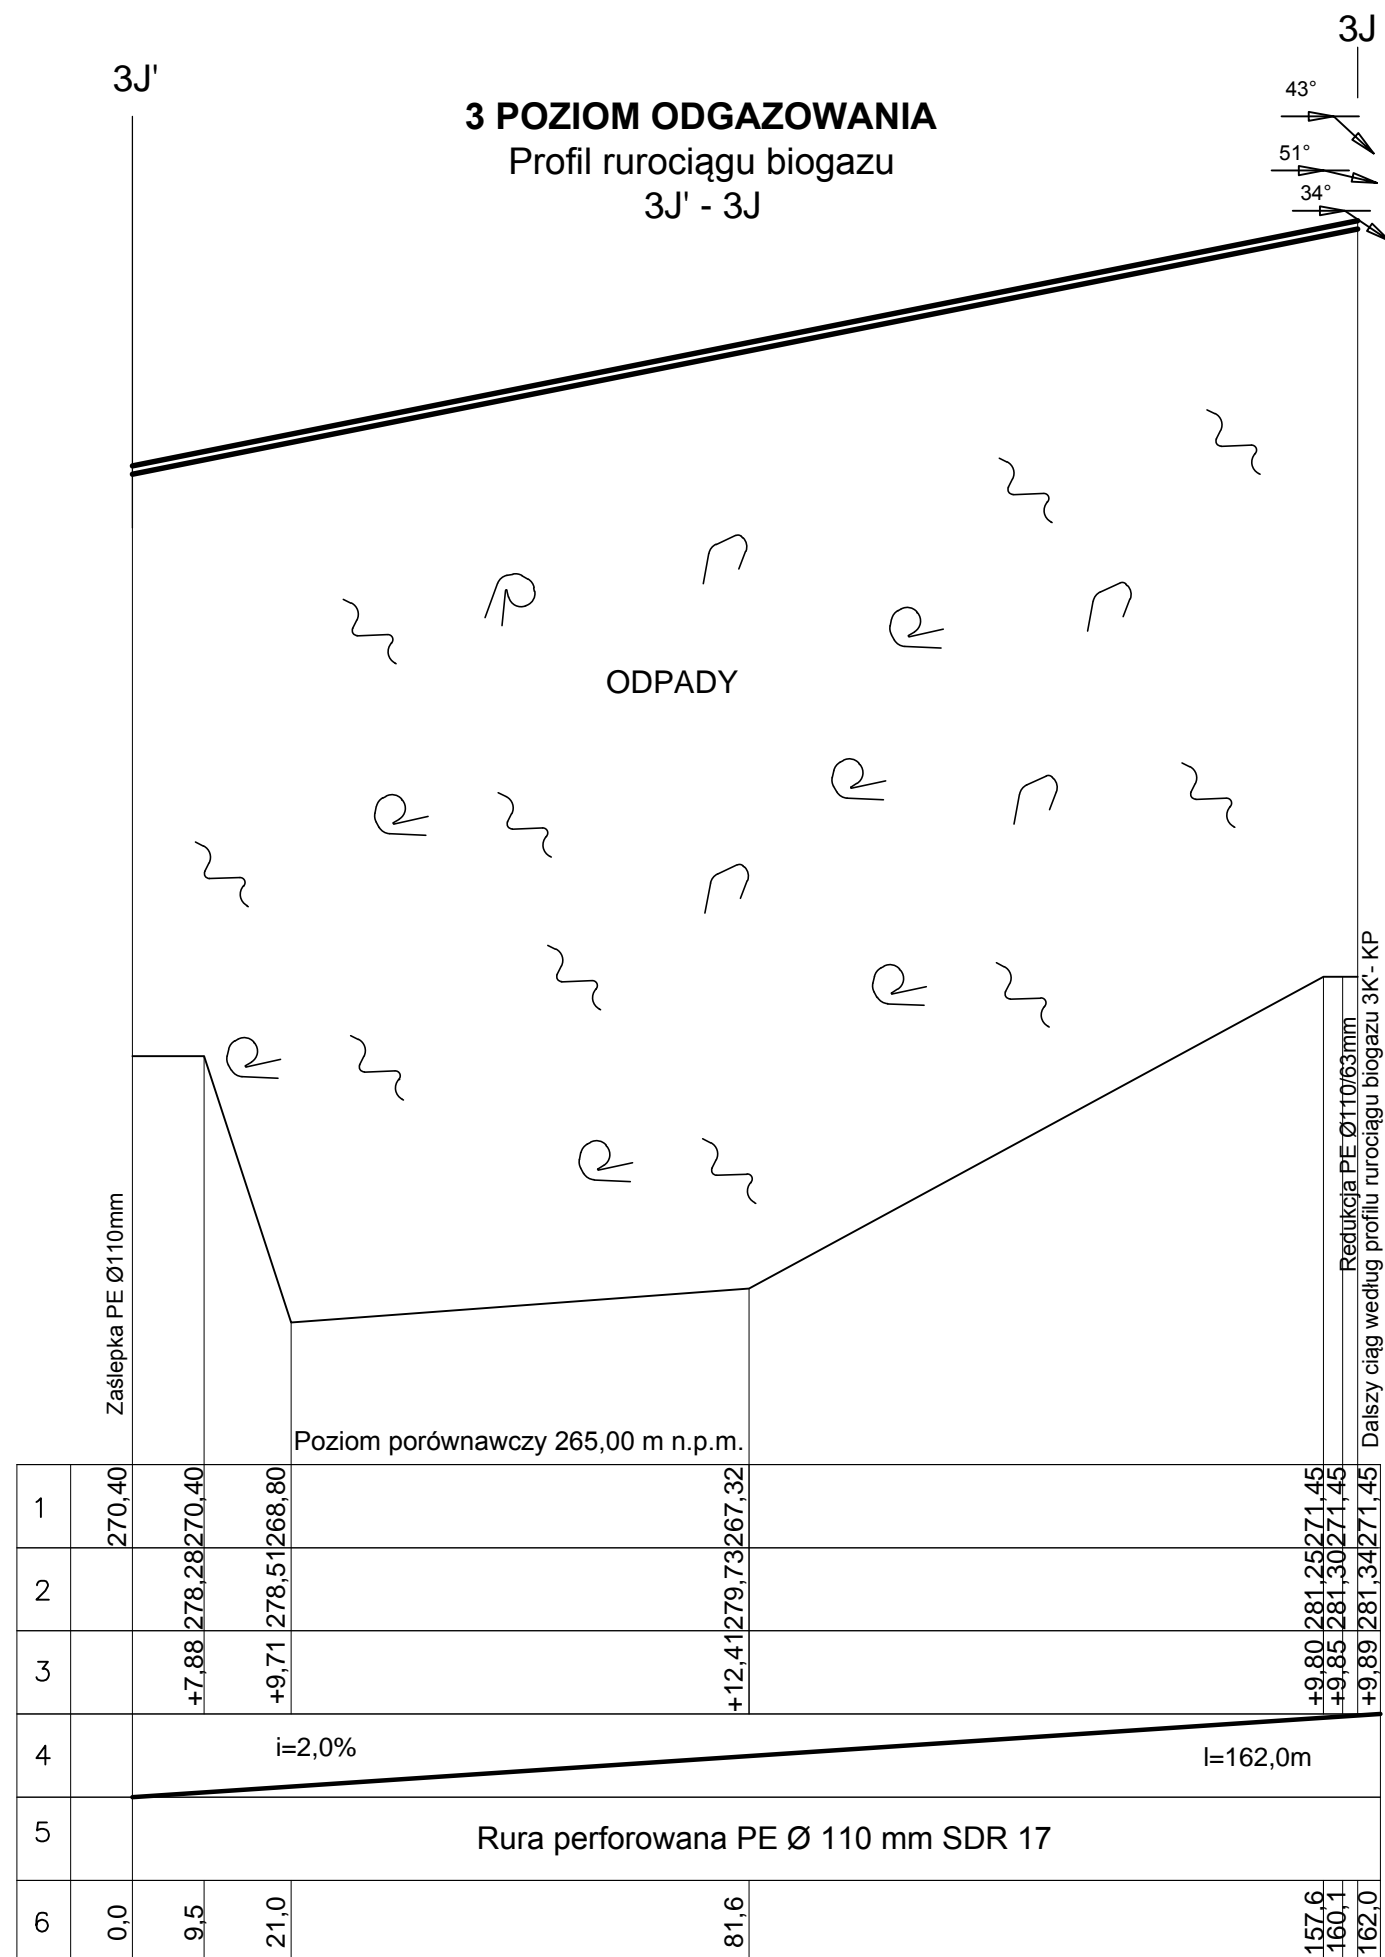 3J'
3J
3 POZIOM ODGAZOWANIA
Profil rurociągu biogazu
3J' - 3J
43°
51°
34°
ODPADY
Zaślepka PE Ø110mm
Redukcja PE Ø110/63mm
Dalszy ciąg według profilu rurociągu biogazu 3K'- KP
Poziom porównawczy 265,00 m n.p.m.
1 270,40 270,40 268,80 267,32 271,45 271,45 271,45
2 278,28 278,51 279,73 281,25 281,30 281,34
3 +7,88 +9,71 +12,41 +9,80 +9,85 +9,89
4 i=2,0% l=162,0m
5 Rura perforowana PE Ø 110 mm SDR 17
6 0,0 9,5 21,0 81,6 157,6 160,1 162,0